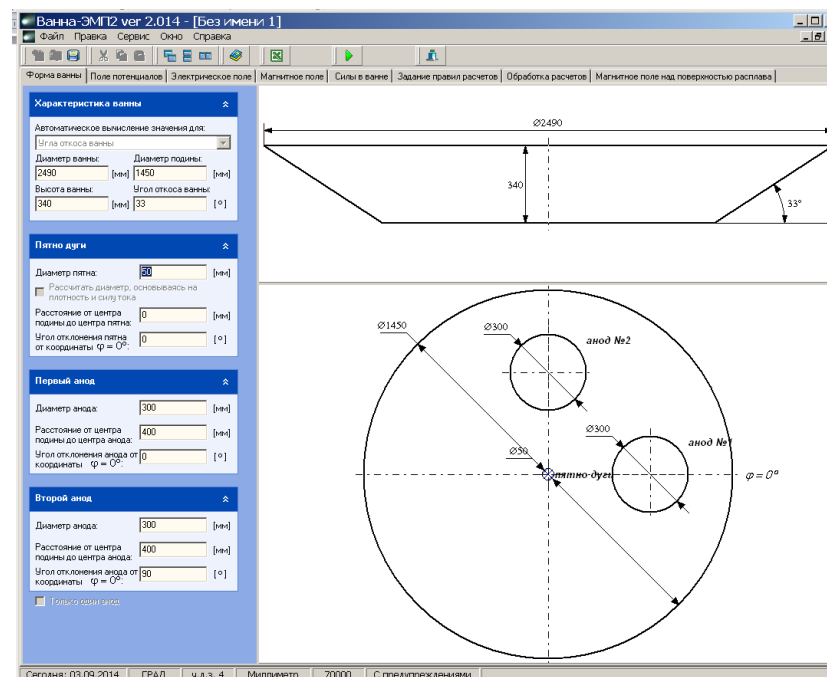 Ванна-ЭМП2 ver 2.014 - [Без имени 1]
Файл Правка Сервис Окно Справка
Форма ванны Поле потенциалов Электрическое поле Магнитное поле Силы в ванне Задание правил расчетов Обработка расчетов Магнитное поле над поверхностью расплава
Характеристика ванны
Автоматическое вычисление значения для:
Угла откоса ванны
Диаметр ванны: Диаметр подины:
2490 [мм] 1450 [мм]
Высота ванны: Угол откоса ванны:
340 [мм] 33 [°]
Пятно дуги
Диаметр пятна: 50 [мм]
Рассчитать диаметр, основываясь на
плотность и силу тока
Расстояние от центра
подины до центра пятна: 0 [мм]
Угол отклонения пятна
от координаты φ = 0°: 0 [°]
Первый анод
Диаметр анода: 300 [мм]
Расстояние от центра
подины до центра анода: 400 [мм]
Угол отклонения анода от
координаты φ = 0°: 0 [°]
Второй анод
Диаметр анода: 300 [мм]
Расстояние от центра
подины до центра анода: 400 [мм]
Угол отклонения анода от
координаты φ = 0°: 90 [°]
Только один анод
Ø2490
340
33°
Ø1450
Ø300
анод №2
Ø300
анод №1
Ø50
пятно дуги
φ = 0°
Сегодня: 03.09.2014 ГРАД ч.д.з. 4 Миллиметр 70000 С предупреждениями